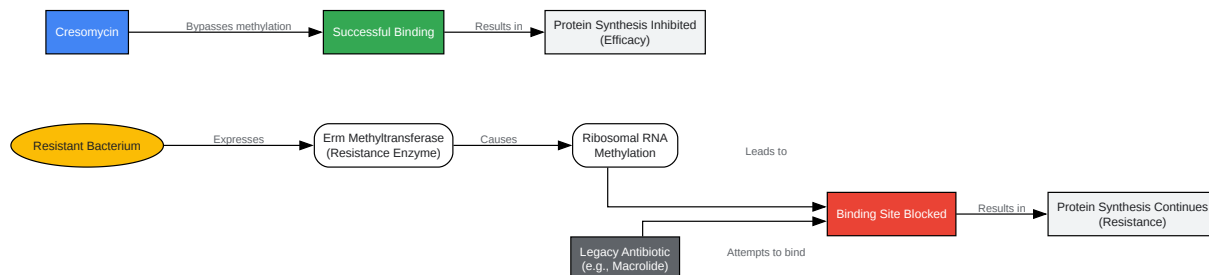 Cresomycin
Bypasses methylation
Successful Binding
Results in
Protein Synthesis Inhibited
(Efficacy)
Resistant Bacterium
Expresses
Erm Methyltransferase
(Resistance Enzyme)
Causes
Ribosomal RNA
Methylation
Leads to
Binding Site Blocked
Results in
Protein Synthesis Continues
(Resistance)
Legacy Antibiotic
(e.g., Macrolide)
Attempts to bind